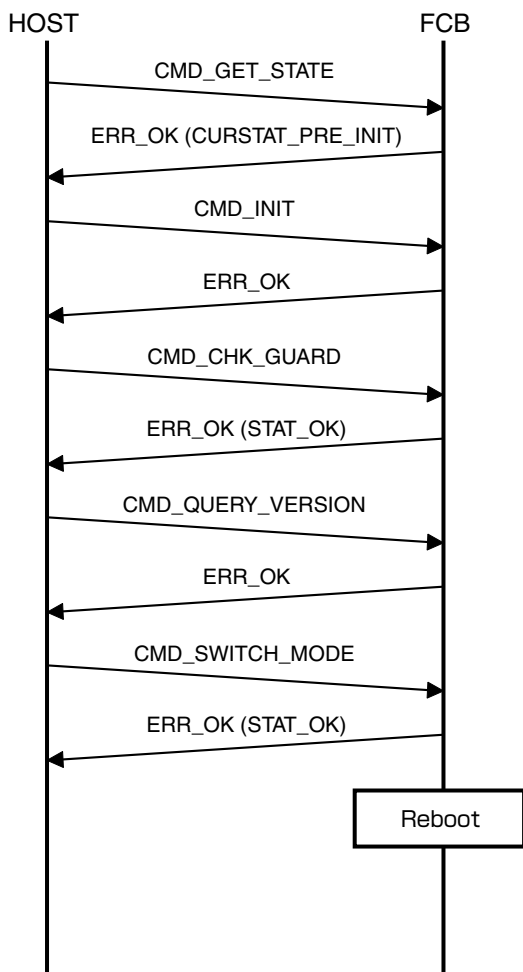 HOST
FCB
CMD_GET_STATE
ERR_OK (CURSTAT_PRE_INIT)
CMD_INIT
ERR_OK
CMD_CHK_GUARD
ERR_OK (STAT_OK)
CMD_QUERY_VERSION
ERR_OK
CMD_SWITCH_MODE
ERR_OK (STAT_OK)
Reboot